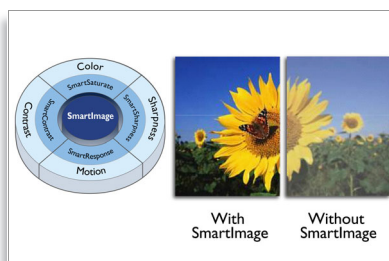 Color
SmartSaturate
Contrast
SmartContrast
SmartImage
SmartSharpness
Sharpness
SmartResponse
Motion
With
SmartImage
Without
SmartImage